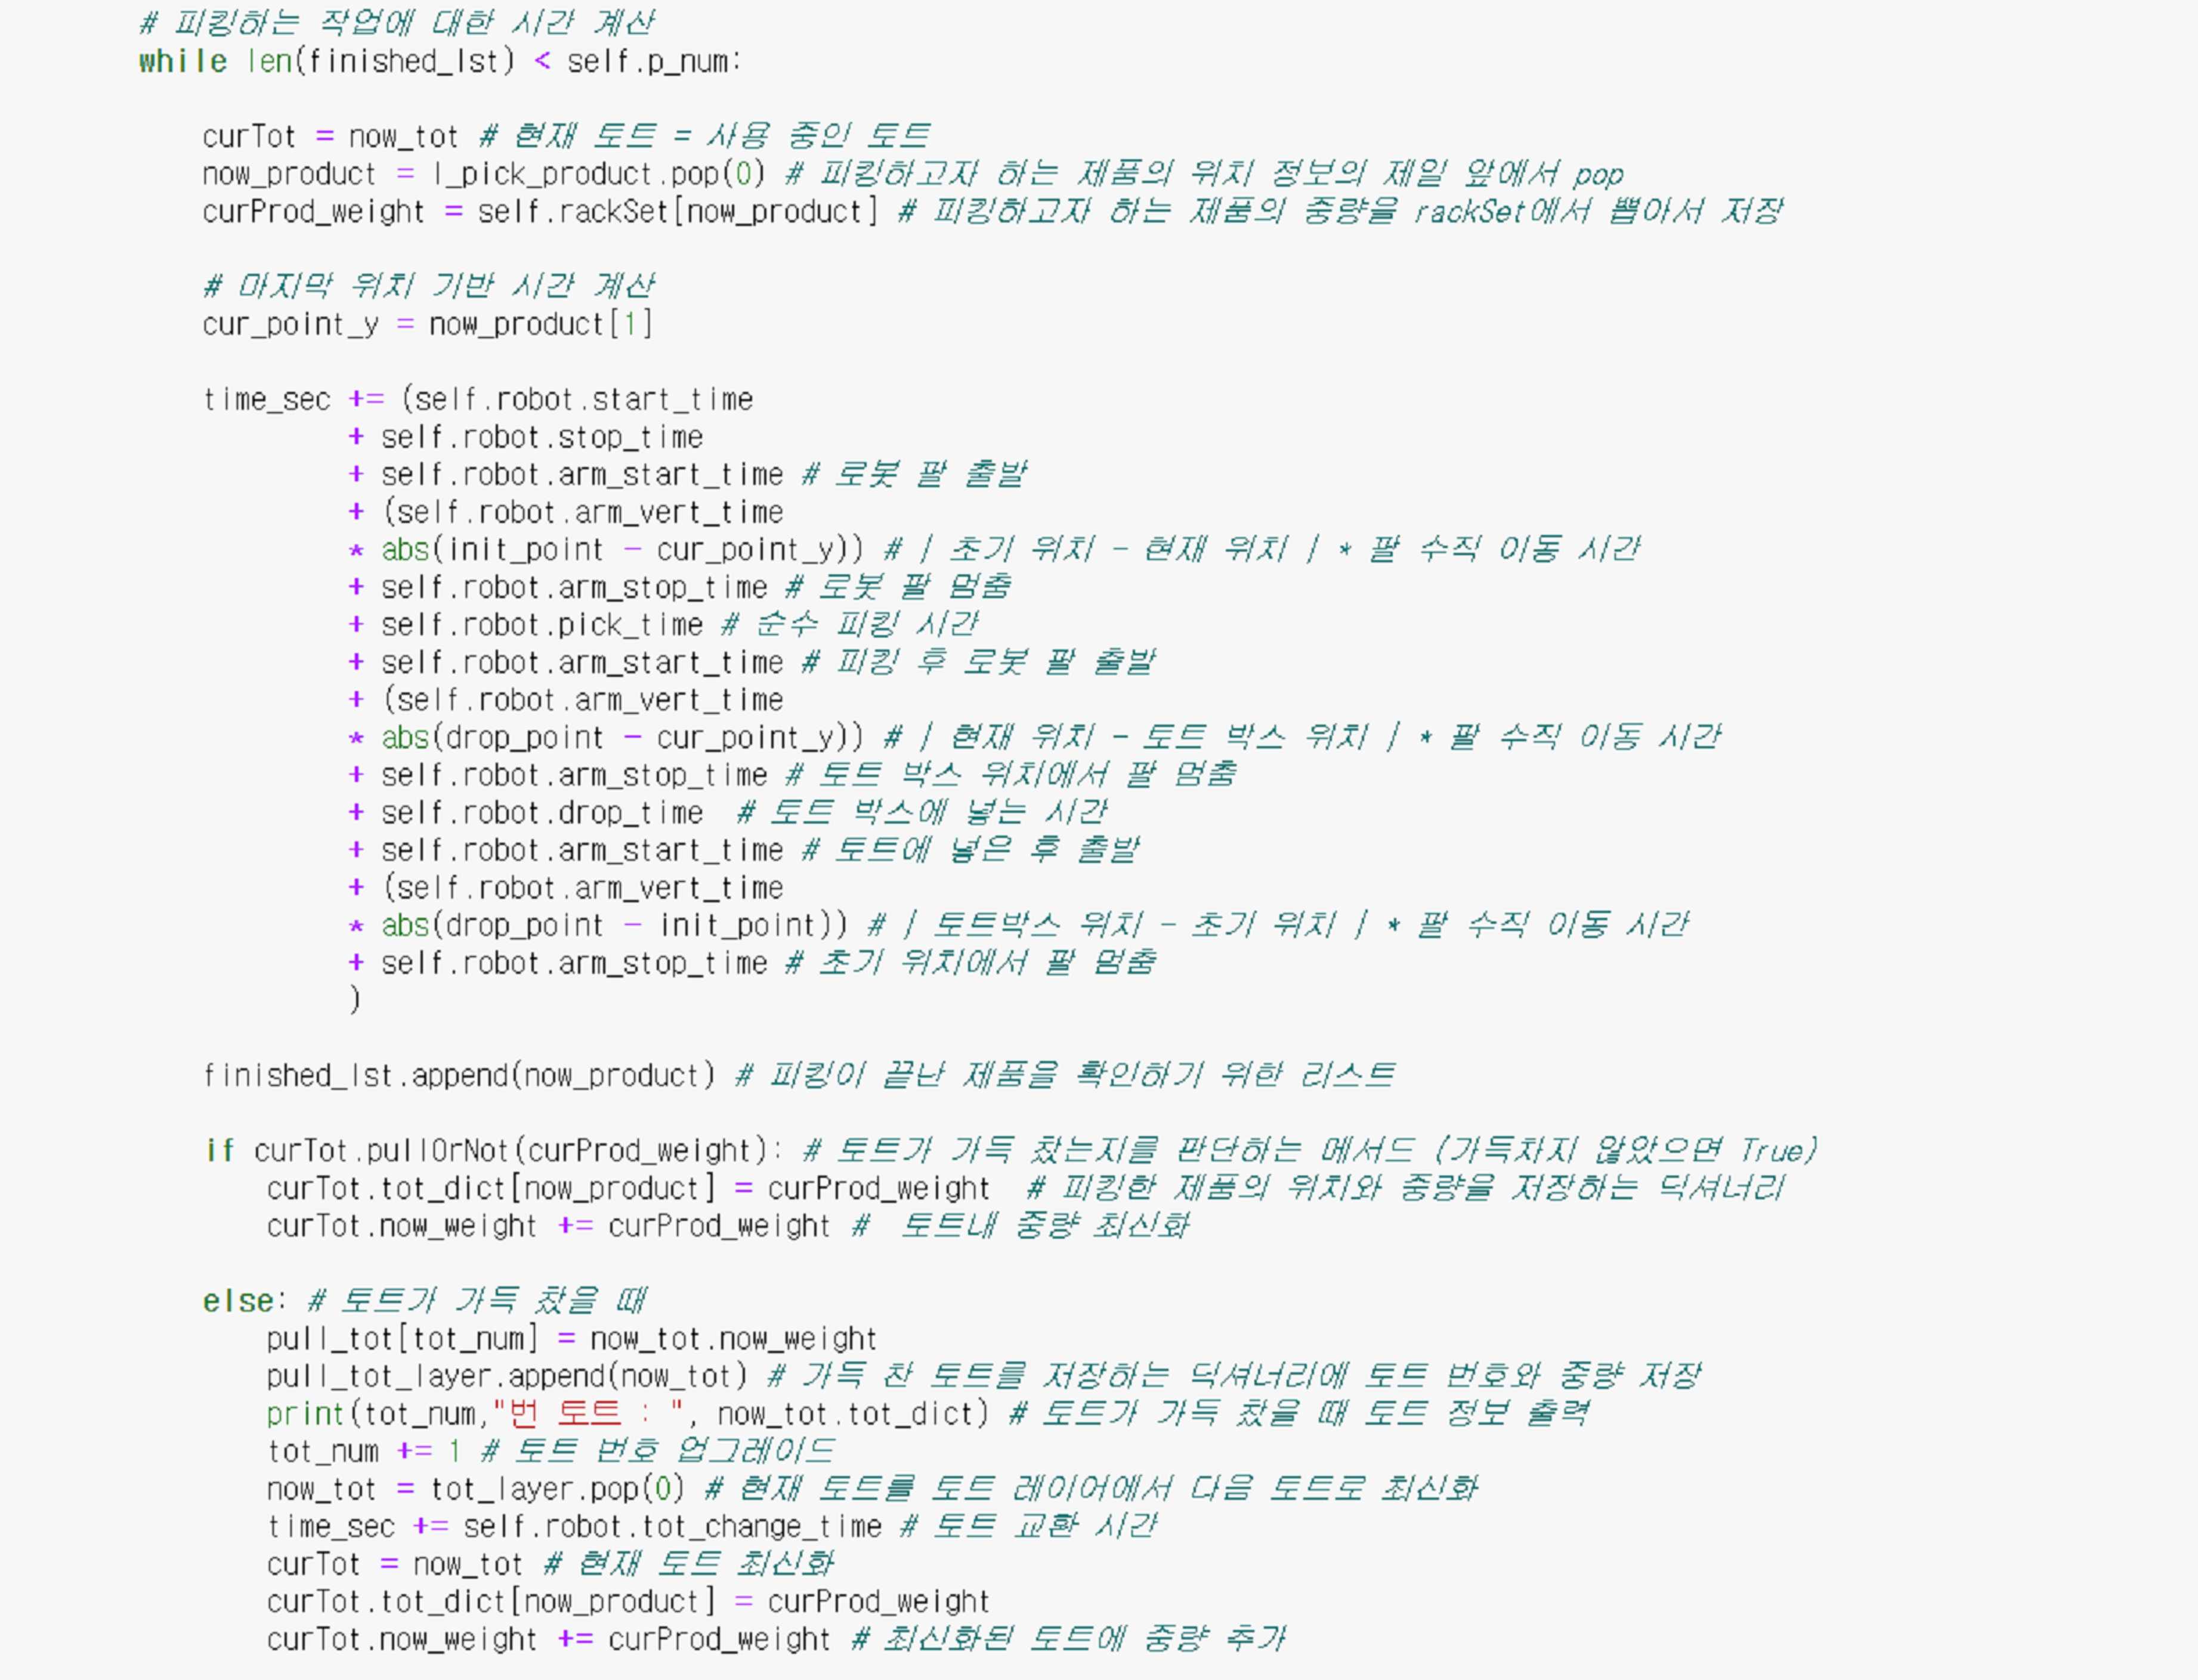 # 피킹하는 작업에 대한 시간 계산
while len(finished_lst) < self.p_num:
curTot = now_tot # 현재 토트 = 사용 중인 토트
now_product = l_pick_product.pop(0) # 피킹하고자 하는 제품의 위치 정보의 제일 앞에서 pop
curProd_weight = self.rackSet[now_product] # 피킹하고자 하는 제품의 중량을 rackSet에서 뽑아서 저장
# 마지막 위치 기반 시간 계산
cur_point_y = now_product[1]
time_sec += (self.robot.start_time
+ self.robot.stop_time
+ self.robot.arm_start_time # 로봇 팔 출발
+ (self.robot.arm_vert_time
* abs(init_point - cur_point_y)) # | 초기 위치 - 현재 위치 | * 팔 수직 이동 시간
+ self.robot.arm_stop_time # 로봇 팔 멈춤
+ self.robot.pick_time # 순수 피킹 시간
+ self.robot.arm_start_time # 피킹 후 로봇 팔 출발
+ (self.robot.arm_vert_time
* abs(drop_point - cur_point_y)) # | 현재 위치 - 토트 박스 위치 | * 팔 수직 이동 시간
+ self.robot.arm_stop_time # 토트 박스 위치에서 팔 멈춤
+ self.robot.drop_time  # 토트 박스에 넣는 시간
+ self.robot.arm_start_time # 토트에 넣은 후 출발
+ (self.robot.arm_vert_time
* abs(drop_point - init_point)) # | 토트박스 위치 - 초기 위치 | * 팔 수직 이동 시간
+ self.robot.arm_stop_time # 초기 위치에서 팔 멈춤
)
finished_lst.append(now_product) # 피킹이 끝난 제품을 확인하기 위한 리스트
if curTot.pullOrNot(curProd_weight): # 토트가 가득 찼는지를 판단하는 메서드 (가득차지 않았으면 True)
curTot.tot_dict[now_product] = curProd_weight  # 피킹한 제품의 위치와 중량을 저장하는 딕셔너리
curTot.now_weight += curProd_weight #  토트내 중량 최신화
else: # 토트가 가득 찼을 때
pull_tot[tot_num] = now_tot.now_weight
pull_tot_layer.append(now_tot) # 가득 찬 토트를 저장하는 딕셔너리에 토트 번호와 중량 저장
print(tot_num,"번 토트 : ", now_tot.tot_dict) # 토트가 가득 찼을 때 토트 정보 출력
tot_num += 1 # 토트 번호 업그레이드
now_tot = tot_layer.pop(0) # 현재 토트를 토트 레이어에서 다음 토트로 최신화
time_sec += self.robot.tot_change_time # 토트 교환 시간
curTot = now_tot # 현재 토트 최신화
curTot.tot_dict[now_product] = curProd_weight
curTot.now_weight += curProd_weight # 최신화된 토트에 중량 추가